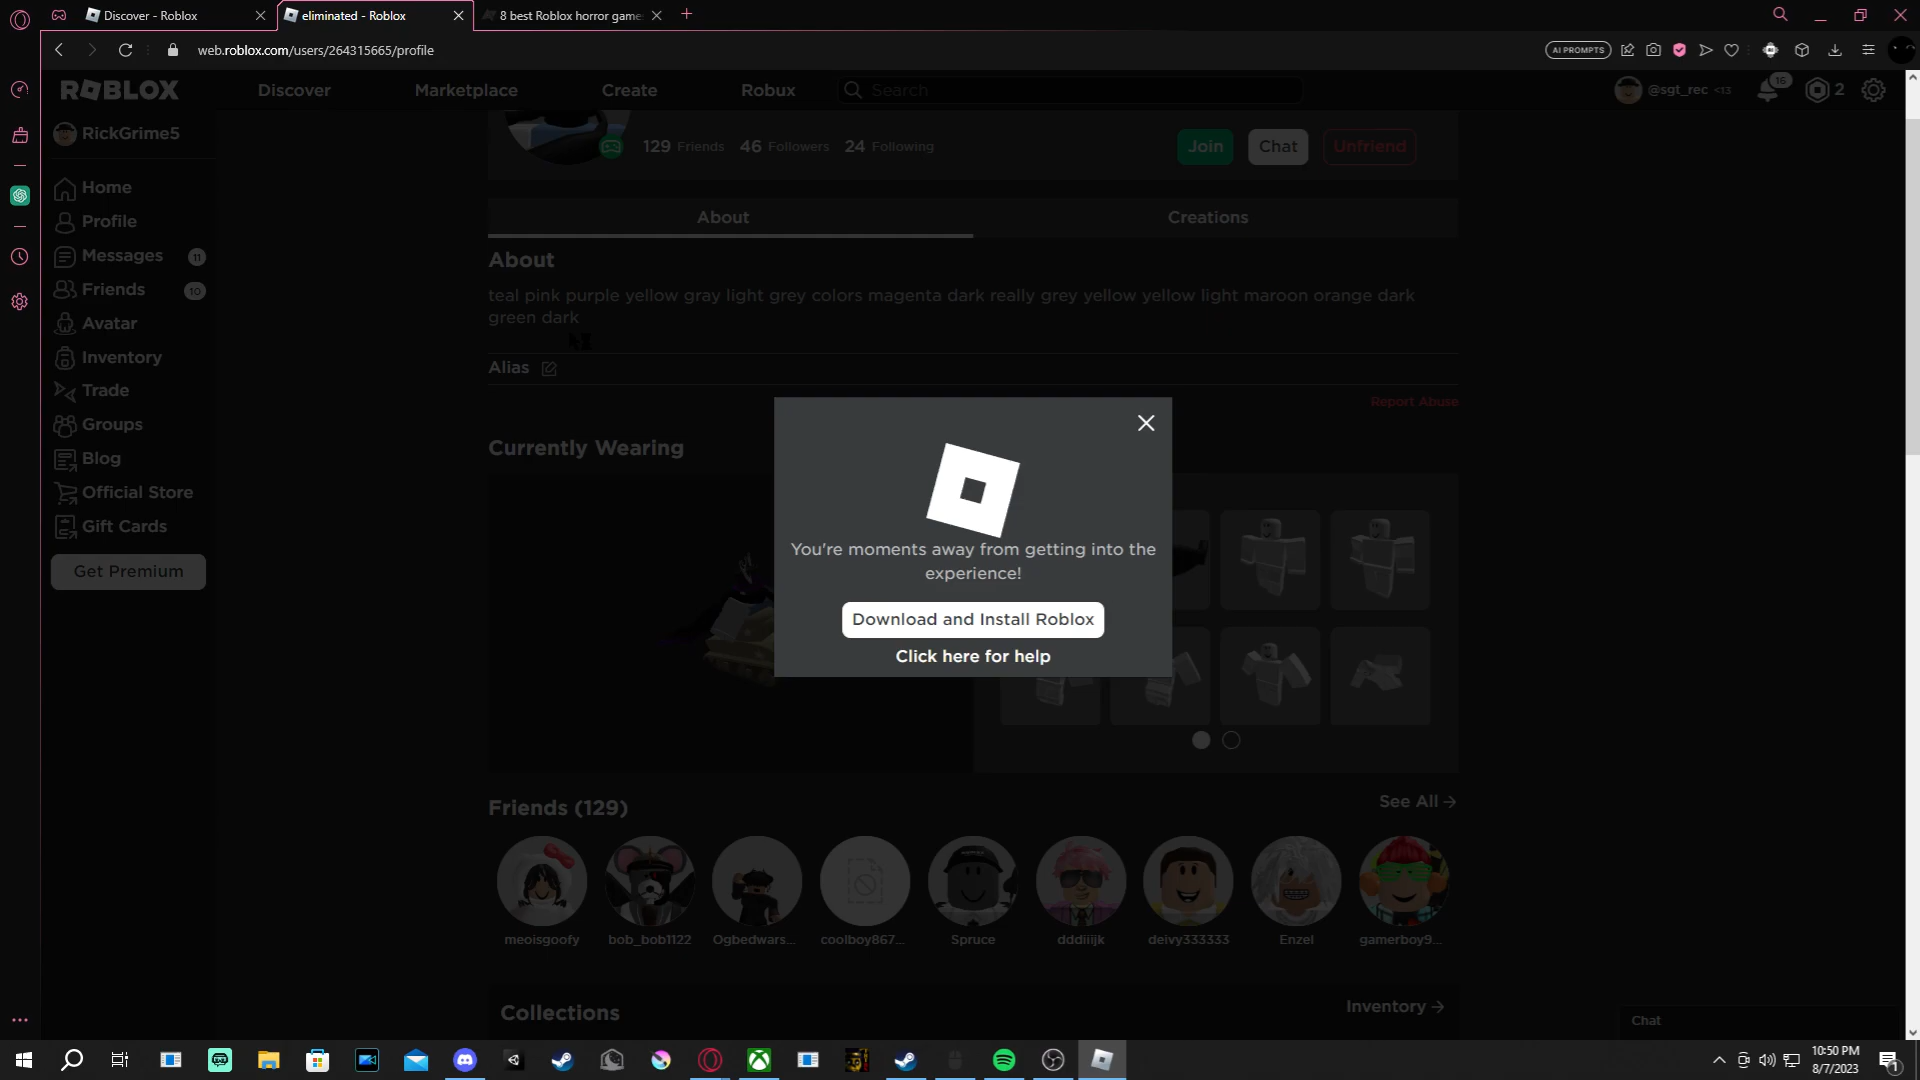 Discover - Roblox
eliminated - Roblox
8 best Roblox horror game
web.roblox.com/users/264315665/profile
AI PROMPTS
ROBLOX
Discover
Marketplace
Create
Robux
Search
@sgt_rec <13
16
2
RickGrime5
129 Friends
46 Followers
24 Following
Join
Chat
Unfriend
Home
Profile
Messages
11
Friends
10
Avatar
Inventory
Trade
Groups
Blog
Official Store
Gift Cards
Get Premium
About
Creations
About
teal pink purple yellow gray light grey colors magenta dark really grey yellow yellow light maroon orange dark
green dark
Alias
Report Abuse
Currently Wearing
You're moments away from getting into the
experience!
Download and Install Roblox
Click here for help
Friends (129)
See All
meoisgoofy
bob_bob1122
Ogbedwars...
coolboy867...
Spruce
dddiiijk
deivy333333
Enzel
gamerboy9...
Collections
Inventory
Chat
10:50 PM
8/7/2023
1